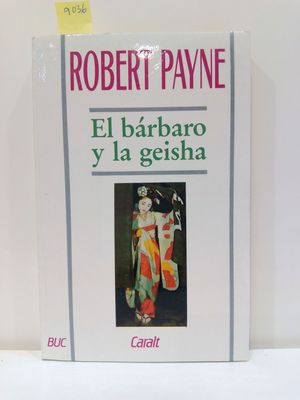 9036
ROBERT PAYNE
El bárbaro
y la geisha
BUC
Caralt